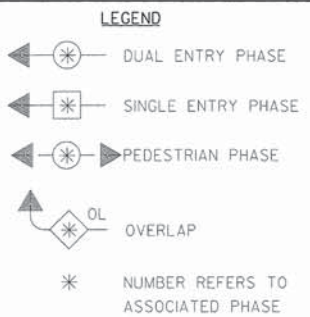 LEGEND
* DUAL ENTRY PHASE
* SINGLE ENTRY PHASE
* PEDESTRIAN PHASE
OL
* OVERLAP
* NUMBER REFERS TO
ASSOCIATED PHASE